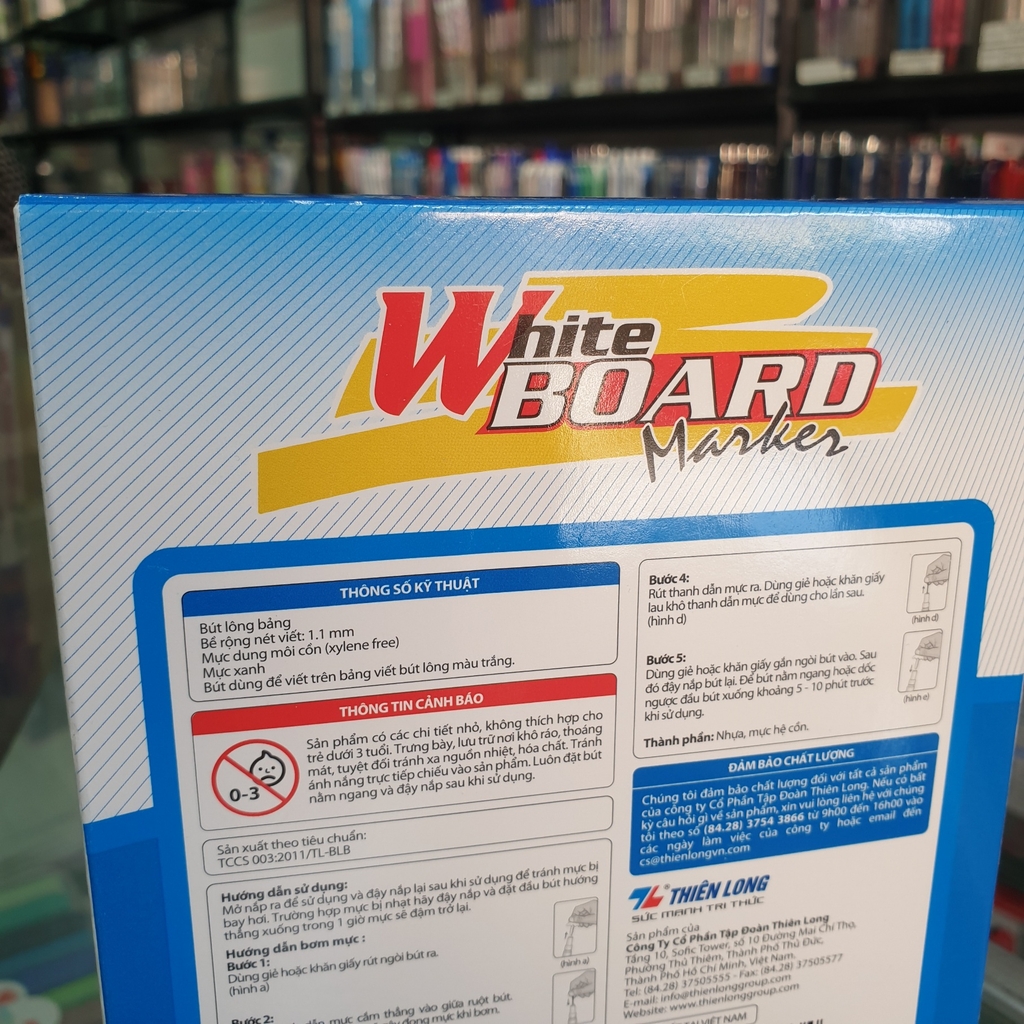 White
BOARD
Marker
THÔNG SỐ KỸ THUẬT
Bút lông bảng
Bề rộng nét viết: 1.1 mm
Mực dung môi cồn (xylene free)
Mực xanh
Bút dùng để viết trên bảng viết bút lông màu trắng.
THÔNG TIN CẢNH BÁO
0-3
Sản phẩm có các chi tiết nhỏ, không thích hợp cho
trẻ dưới 3 tuổi. Trưng bày, lưu trữ nơi khô ráo, thoáng
mát, tuyệt đối tránh xa nguồn nhiệt, hóa chất. Tránh
ánh nắng trực tiếp chiếu vào sản phẩm. Luôn đặt bút
nằm ngang và đậy nắp sau khi sử dụng.
Sản xuất theo tiêu chuẩn:
TCCS 003:2011/TL-BLB
Hướng dẫn sử dụng:
Mở nắp ra để sử dụng và đậy nắp lại sau khi sử dụng để tránh mực bị
bay hơi. Trường hợp mực bị nhạt hãy đậy nắp và đặt đầu bút hướng
thẳng xuống trong 1 giờ mực sẽ đậm trở lại.
Hướng dẫn bơm mực :
Bước 1:
Dùng giẻ hoặc khăn giấy rút ngòi bút ra.
(hình a)
(hình a)
Bước 2:
dẫn mực cắm thẳng vào giữa ruột bút.
mực khi bơm.
Bước 4:
Rút thanh dẫn mực ra. Dùng giẻ hoặc khăn giấy
lau khô thanh dẫn mực để dùng cho lần sau.
(hình d)
(hình d)
Bước 5:
Dùng giẻ hoặc khăn giấy gắn ngòi bút vào. Sau
đó đậy nắp bút lại. Để bút nằm ngang hoặc dốc
ngược đầu bút xuống khoảng 5 - 10 phút trước
khi sử dụng.
(hình e)
Thành phần: Nhựa, mực hệ cồn.
ĐẢM BẢO CHẤT LƯỢNG
Chúng tôi đảm bảo chất lượng đối với tất cả sản phẩm
của công ty Cổ Phần Tập Đoàn Thiên Long. Nếu có bất
kỳ câu hỏi gì về sản phẩm, xin vui lòng liên hệ với chúng
tôi theo số (84.28) 3754 3866 từ 9h00 đến 16h00 vào
các ngày làm việc của công ty hoặc email đến
cs@thienlongvn.com
TL® THIÊN LONG
SỨC MẠNH TRI THỨC
Sản phẩm của
Công Ty Cổ Phần Tập Đoàn Thiên Long
Tầng 10, Sofic Tower, số 10 Đường Mai Chí Thọ,
Phường Thủ Thiêm, Thành Phố Thủ Đức,
Thành Phố Hồ Chí Minh, Việt Nam.
Tel: (84.28) 37505555 - Fax: (84.28) 37505577
E-mail: info@thienlonggroup.com
Website: www.thienlonggroup.com
TẠI VIỆT NAM